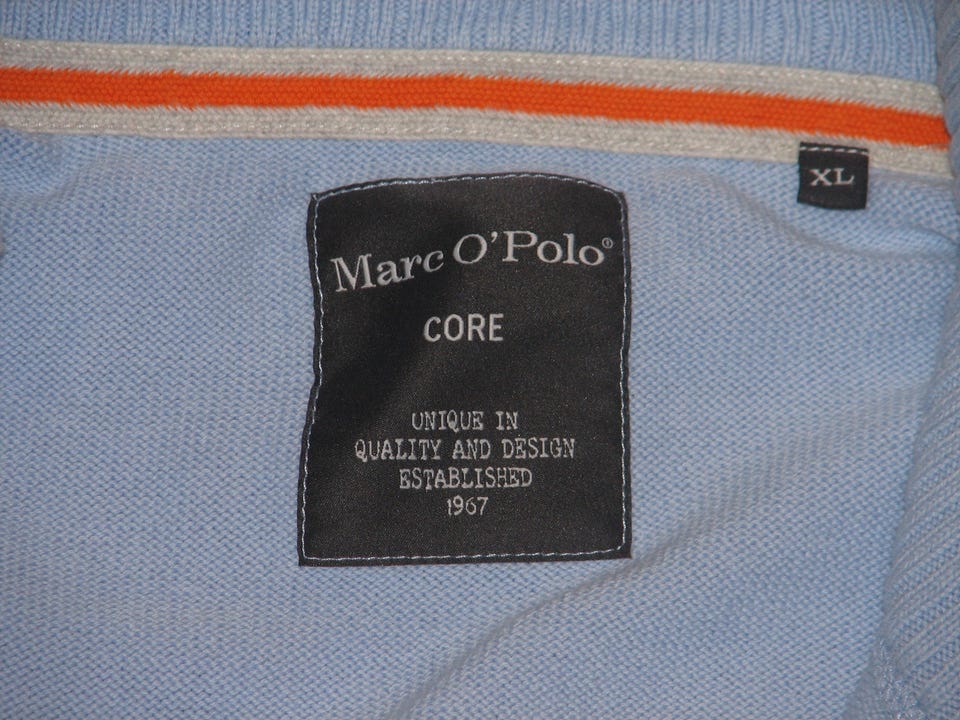 XL
Marc O'Polo®
CORE
UNIQUE IN
QUALITY AND DESIGN
ESTABLISHED
1967